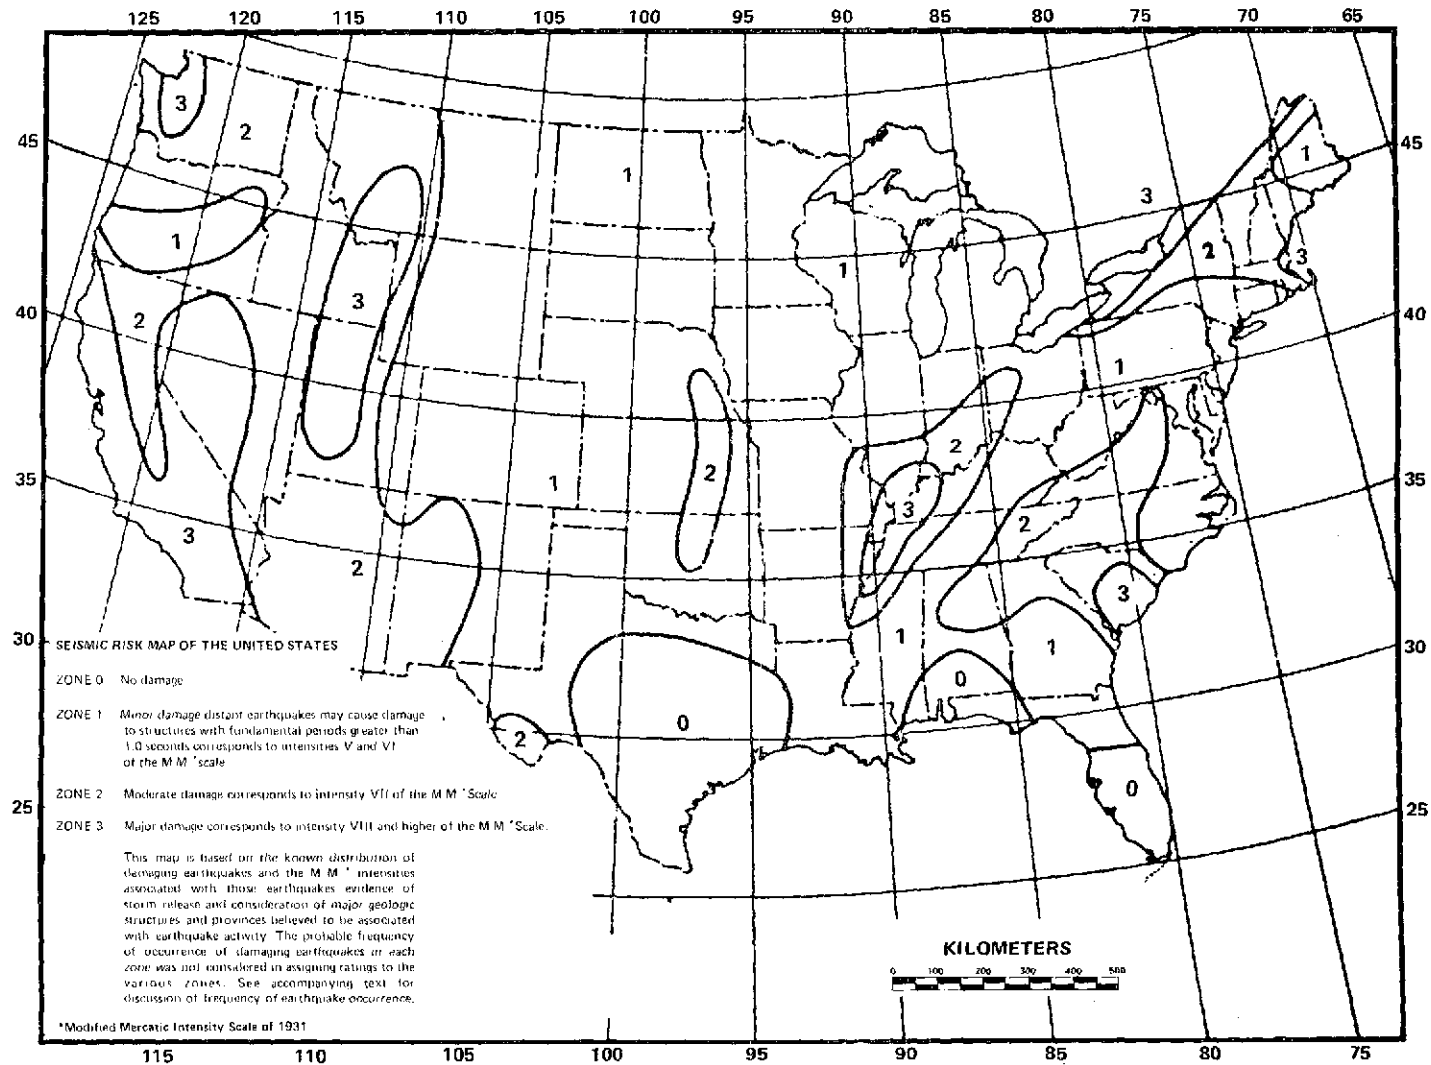 125 120 115 110 105 100 95 90 85 80 75 70 65
3
2
45 45
1
1
3
1
2
3
1
1
3
2
40 40
1
2
2
35 35
1
3
2
3
2
3
1
1
0
30 30
SEISMIC RISK MAP OF THE UNITED STATES
ZONE 0 No damage
ZONE 1 Minor damage distant earthquakes may cause damage
to structures with fundamental periods greater than
1.0 seconds corresponds to intensities V and VI
of the M M *scale
0
2
0
ZONE 2 Moderate damage corresponds to intensity VII of the M M *Scale
25 25
ZONE 3 Major damage corresponds to intensity VIII and higher of the M M *Scale.
This map is based on the known distribution of
damaging earthquakes and the M M * intensities
associated with those earthquakes evidence of
storm release and consideration of major geologic
structures and provinces believed to be associated
with earthquake activity The probable frequency
of occurrence of damaging earthquakes in each
zone was not considered in assigning ratings to the
various zones. See accompanying text for
discussion of frequency of earthquake occurrence.
KILOMETERS
0 100 200 300 400 500
*Modified Mercatic Intensity Scale of 1931
115 110 105 100 95 90 85 80 75